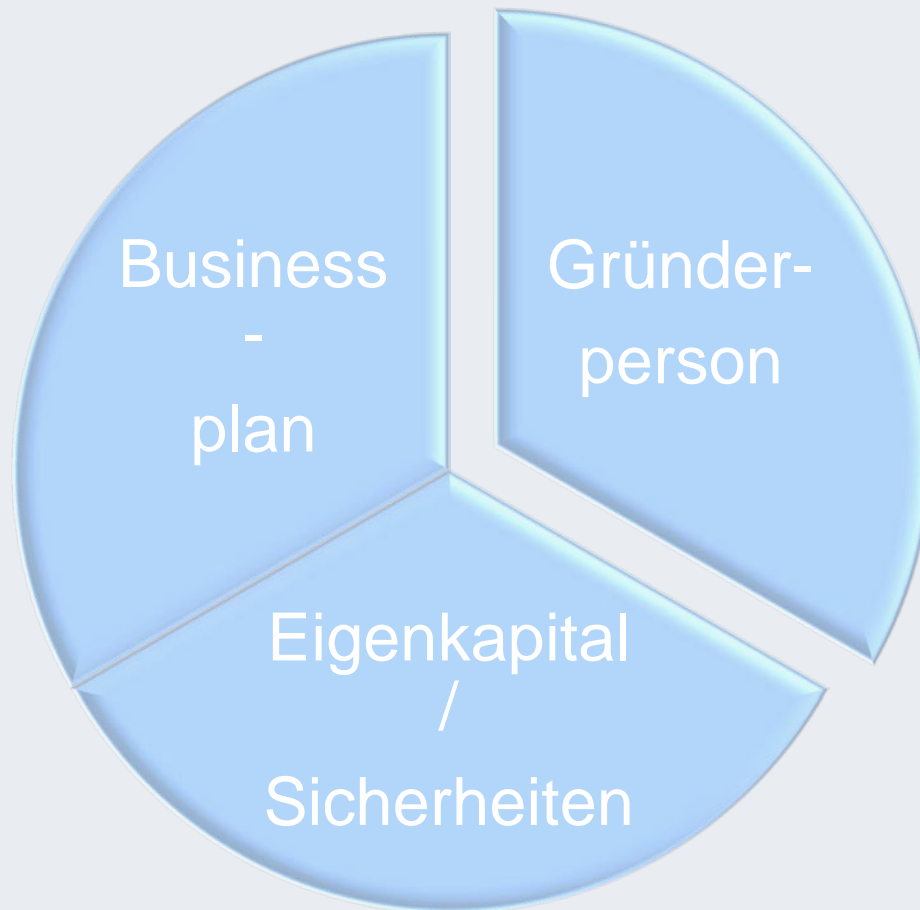 Business
-
plan
Gründer-
person
Eigenkapital
/
Sicherheiten